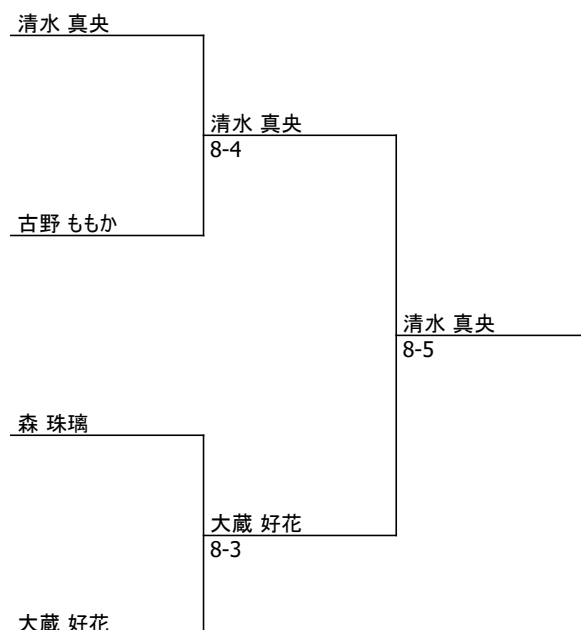 清水 真央
清水 真央
8-4
古野 ももか
清水 真央
8-5
森 珠璃
大蔵 好花
8-3
大蔵 好花